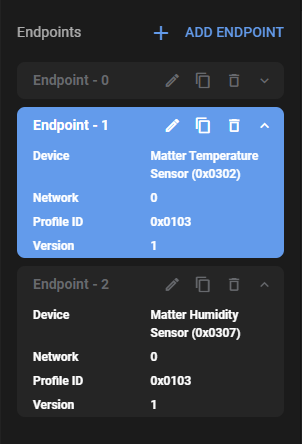 Endpoints + ADD ENDPOINT
Endpoint - 0
Endpoint - 1
Device Matter Temperature
Sensor (0x0302)
Network 0
Profile ID 0x0103
Version 1
Endpoint - 2
Device Matter Humidity
Sensor (0x0307)
Network 0
Profile ID 0x0103
Version 1